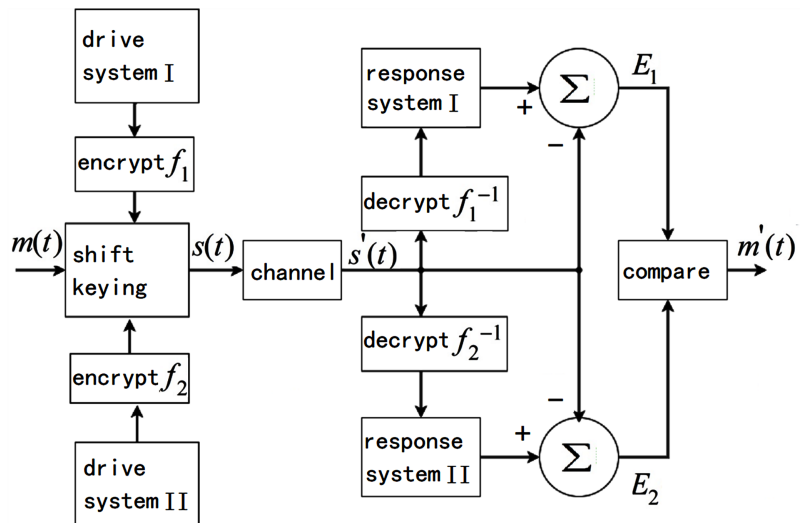 drive
system I
encrypt f₁
m(t)
shift
keying
s(t)
channel
s'(t)
encrypt f₂
drive
system II
response
system I
decrypt f₁⁻¹
decrypt f₂⁻¹
response
system II
+
Σ
−
E₁
compare
m'(t)
−
+
Σ
E₂